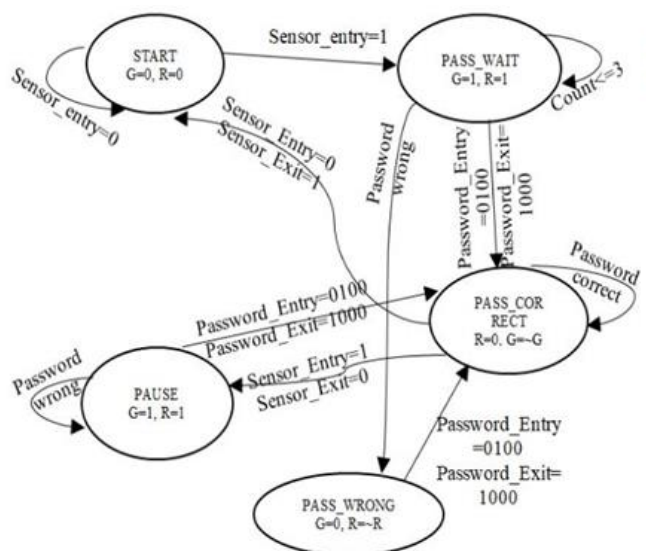 START
G=0, R=0
Sensor_entry=1
PASS_WAIT
G=1, R=1
Count<=3
Sensor_entry=0
Sensor_Entry=0
Sensor_Exit=1
Password
wrong
Password_Entry
=0100
Password_Exit=
1000
Password
correct
PASS_COR
RECT
R=0, G=~G
Password_Entry=0100
Password_Exit=1000
Password
wrong
PAUSE
G=1, R=1
Sensor_Entry=1
Sensor_Exit=0
Password_Entry
=0100
Password_Exit=
1000
PASS_WRONG
G=0, R=~R